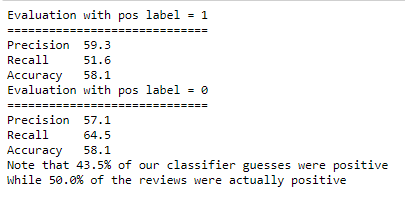 Evaluation with pos label = 1
=============================
Precision  59.3
Recall     51.6
Accuracy   58.1
Evaluation with pos label = 0
=============================
Precision  57.1
Recall     64.5
Accuracy   58.1
Note that 43.5% of our classifier guesses were positive
While 50.0% of the reviews were actually positive